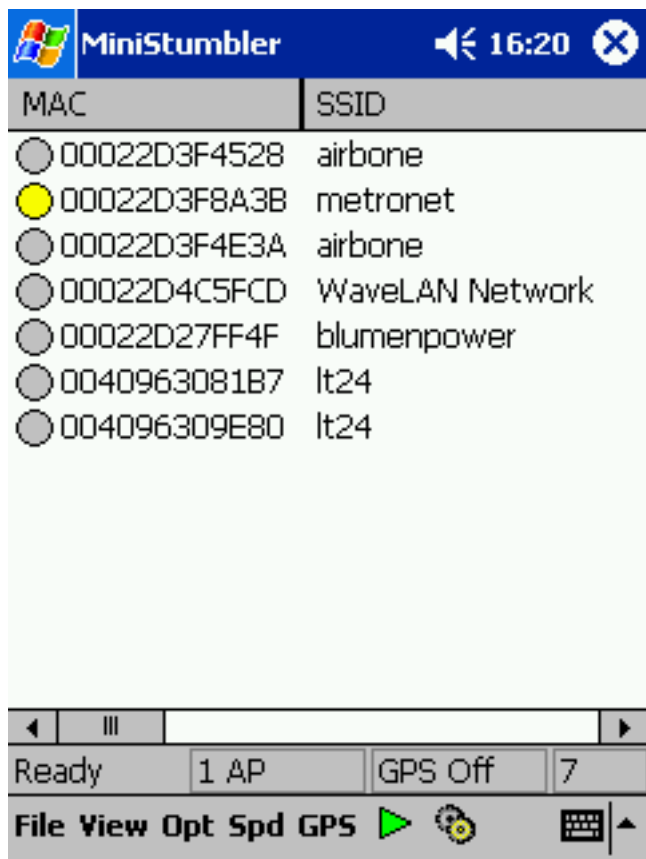 MiniStumbler 16:20
MAC SSID
00022D3F4528 airbone
00022D3F8A3B metronet
00022D3F4E3A airbone
00022D4C5FCD WaveLAN Network
00022D27FF4F blumenpower
0040963081B7 lt24
004096309E80 lt24
Ready 1 AP GPS Off 7
File View Opt Spd GPS